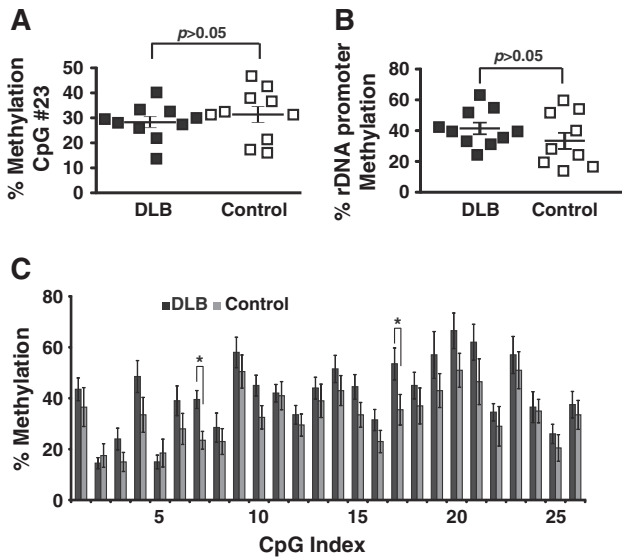 A
p>0.05
% Methylation
CpG #23
50
40
30
20
10
0
DLB
Control
B
p>0.05
% rDNA promoter
Methylation
80
60
40
20
0
DLB
Control
C
DLB
Control
% Methylation
80
60
40
20
0
*
*
5
10
15
20
25
CpG Index